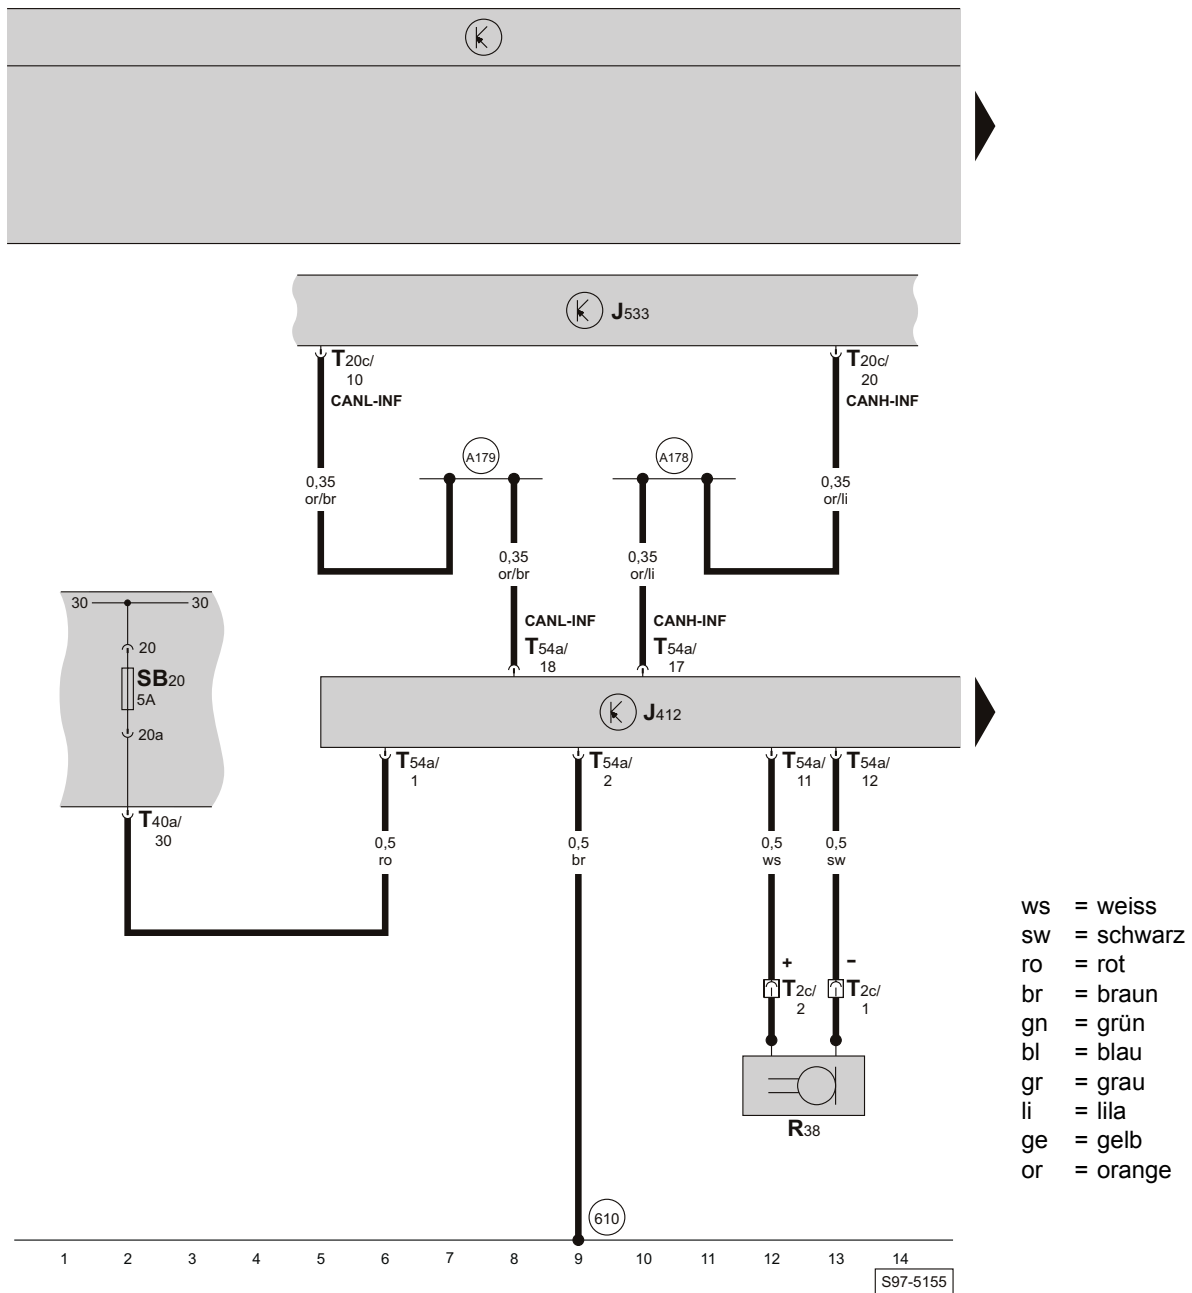 J533
T20c/
10
CANL-INF
T20c/
20
CANH-INF
A179
A178
0,35
or/br
0,35
or/li
0,35
or/br
0,35
or/li
30
30
20
SB20
5A
20a
T40a/
30
CANL-INF
T54a/
18
CANH-INF
T54a/
17
J412
T54a/
1
T54a/
2
T54a/
11
T54a/
12
0,5
ro
0,5
br
0,5
ws
0,5
sw
+
-
T2c/
2
T2c/
1
R38
ws = weiss
sw = schwarz
ro = rot
br = braun
gn = grün
bl = blau
gr = grau
li = lila
ge = gelb
or = orange
610
1 2 3 4 5 6 7 8 9 10 11 12 13 14
S97-5155